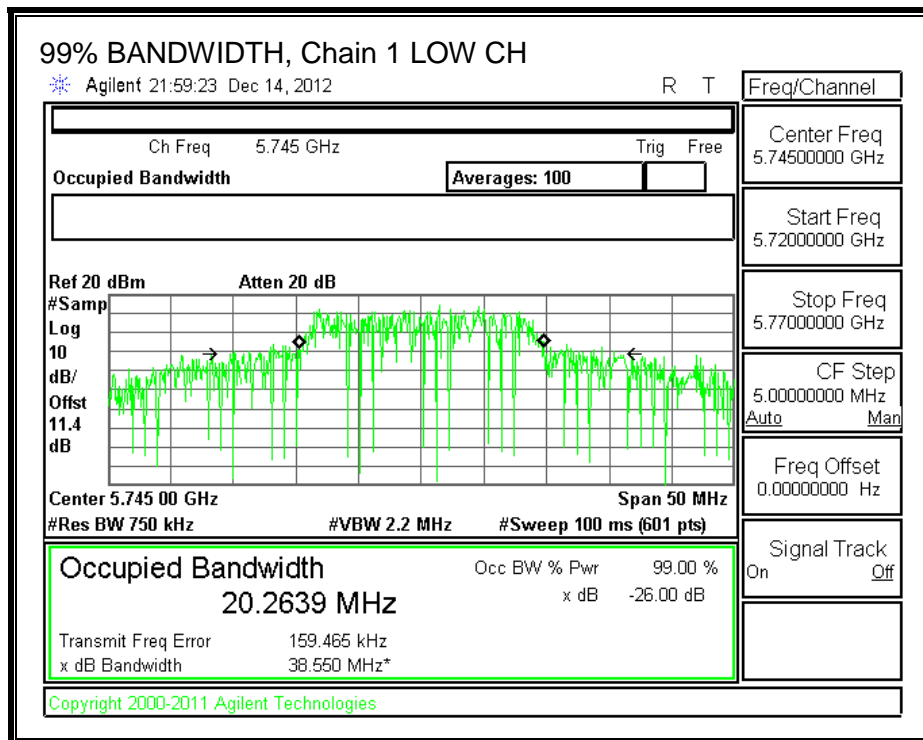 99% BANDWIDTH, Chain 1 LOW CH
Agilent 21:59:23 Dec 14, 2012 R T
Freq/Channel
Ch Freq 5.745 GHz Trig Free
Occupied Bandwidth Averages: 100
Center Freq
5.74500000 GHz
Start Freq
5.72000000 GHz
Stop Freq
5.77000000 GHz
CF Step
5.00000000 MHz
Auto Man
Freq Offset
0.00000000 Hz
Signal Track
On Off
Ref 20 dBm Atten 20 dB
#Samp
Log
10
dB/
Offst
11.4
dB
Center 5.745 00 GHz Span 50 MHz
#Res BW 750 kHz #VBW 2.2 MHz #Sweep 100 ms (601 pts)
Occupied Bandwidth
20.2639 MHz
Occ BW % Pwr 99.00 %
x dB -26.00 dB
Transmit Freq Error 159.465 kHz
x dB Bandwidth 38.550 MHz*
Copyright 2000-2011 Agilent Technologies